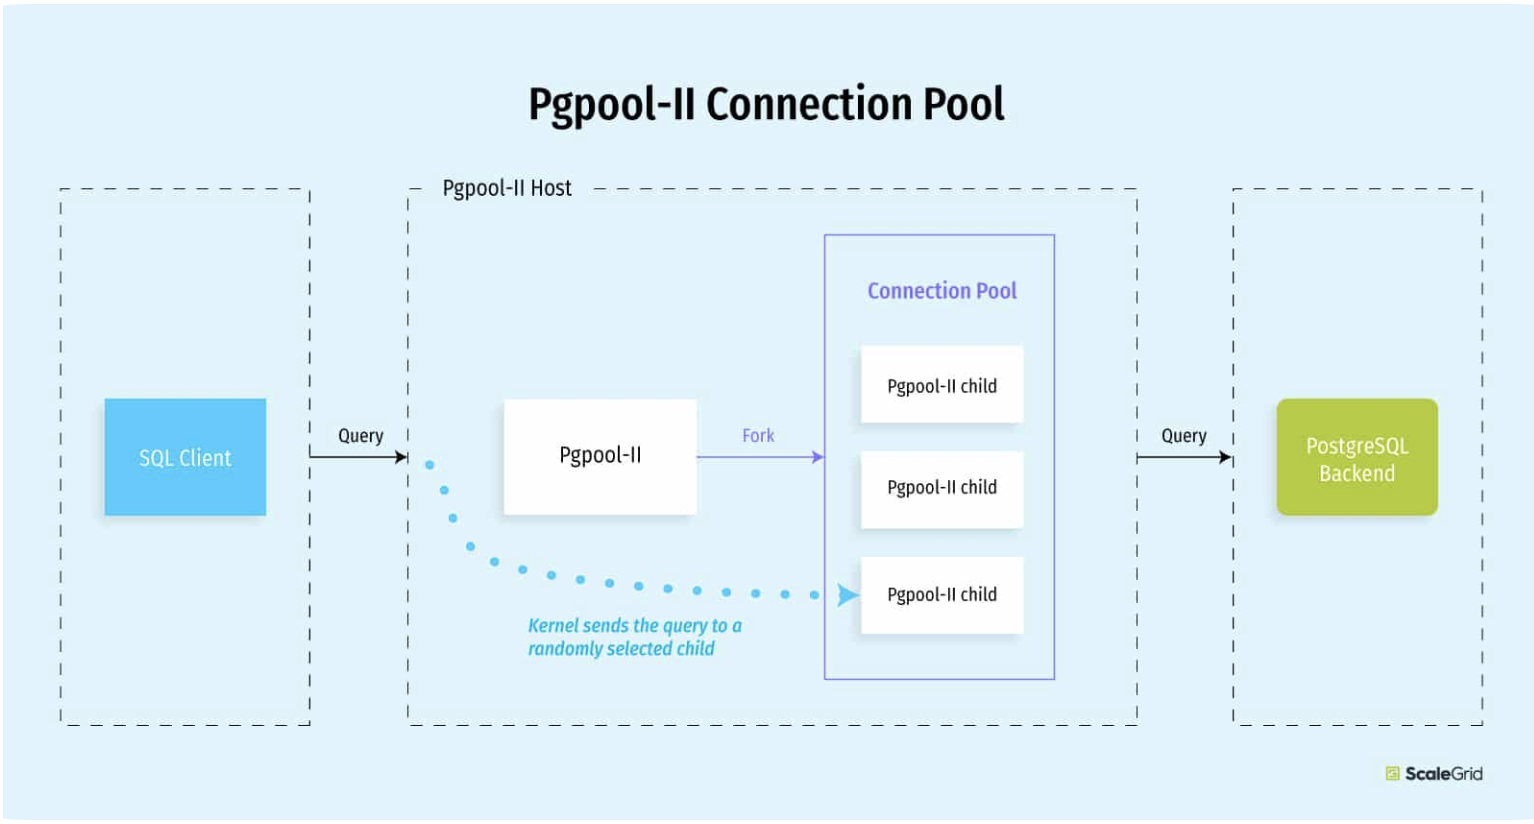 Pgpool-II Connection Pool
Pgpool-II Host
Connection Pool
Pgpool-II child
Query
Fork
Query
SQL Client
Pgpool-II
PostgreSQL
Backend
Pgpool-II child
Pgpool-II child
Kernel sends the query to a
randomly selected child
ScaleGrid